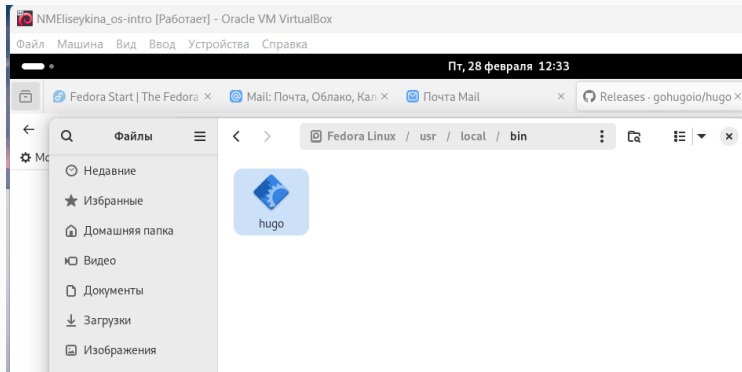 NMEliseykina_os-intro [Работает] - Oracle VM VirtualBox
Файл Машина Вид Ввод Устройства Справка
Пт, 28 февраля 12:33
Fedora Start | The Fedora × Mail: Почта, Облако, Кал × Почта Mail × Releases · gohugoio/hugo ×
Файлы Fedora Linux / usr / local / bin
Недавние
Избранные
hugo
Домашняя папка
Видео
Документы
Загрузки
Изображения